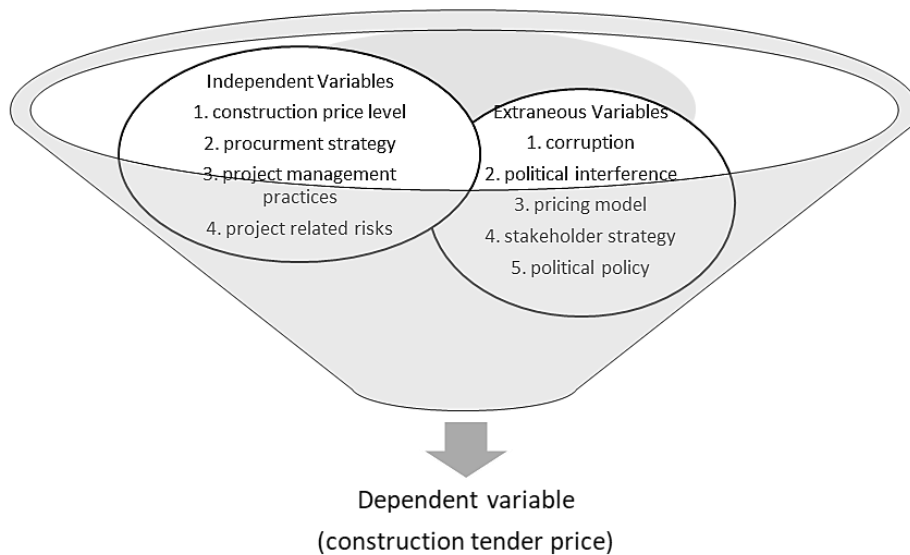 Independent Variables
1. construction price level
2. procurment strategy
3. project management
practices
4. project related risks
Extraneous Variables
1. corruption
2. political interference
3. pricing model
4. stakeholder strategy
5. political policy
Dependent variable
(construction tender price)